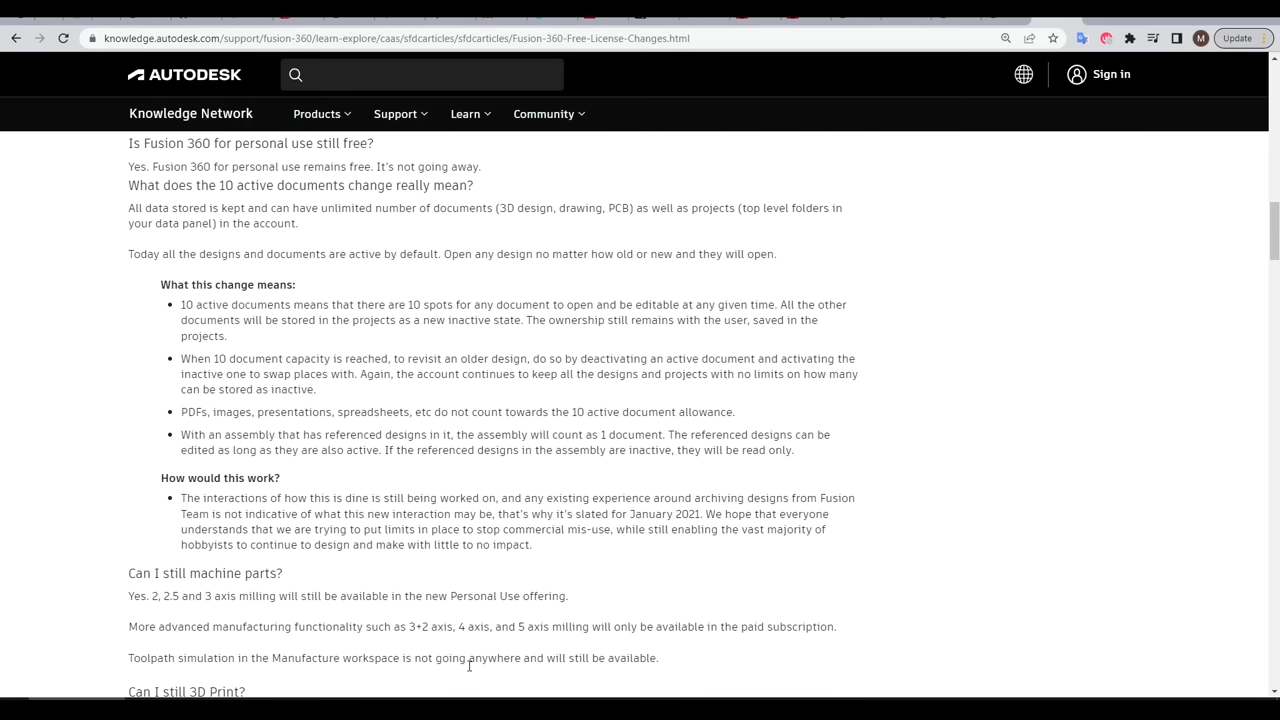 knowledge.autodesk.com/support/fusion-360/learn-explore/caas/sfdcarticles/sfdcarticles/Fusion-360-Free-License-Changes.html
M
Update
AUTODESK
Sign in
Knowledge Network
Products
Support
Learn
Community
Is Fusion 360 for personal use still free?
Yes. Fusion 360 for personal use remains free. It's not going away.
What does the 10 active documents change really mean?
All data stored is kept and can have unlimited number of documents (3D design, drawing, PCB) as well as projects (top level folders in
your data panel) in the account.
Today all the designs and documents are active by default. Open any design no matter how old or new and they will open.
What this change means:
10 active documents means that there are 10 spots for any document to open and be editable at any given time. All the other
documents will be stored in the projects as a new inactive state. The ownership still remains with the user, saved in the
projects.
When 10 document capacity is reached, to revisit an older design, do so by deactivating an active document and activating the
inactive one to swap places with. Again, the account continues to keep all the designs and projects with no limits on how many
can be stored as inactive.
PDFs, images, presentations, spreadsheets, etc do not count towards the 10 active document allowance.
With an assembly that has referenced designs in it, the assembly will count as 1 document. The referenced designs can be
edited as long as they are also active. If the referenced designs in the assembly are inactive, they will be read only.
How would this work?
The interactions of how this is dine is still being worked on, and any existing experience around archiving designs from Fusion
Team is not indicative of what this new interaction may be, that's why it's slated for January 2021. We hope that everyone
understands that we are trying to put limits in place to stop commercial mis-use, while still enabling the vast majority of
hobbyists to continue to design and make with little to no impact.
Can I still machine parts?
Yes. 2, 2.5 and 3 axis milling will still be available in the new Personal Use offering.
More advanced manufacturing functionality such as 3+2 axis, 4 axis, and 5 axis milling will only be available in the paid subscription.
Toolpath simulation in the Manufacture workspace is not going anywhere and will still be available.
Can I still 3D Print?